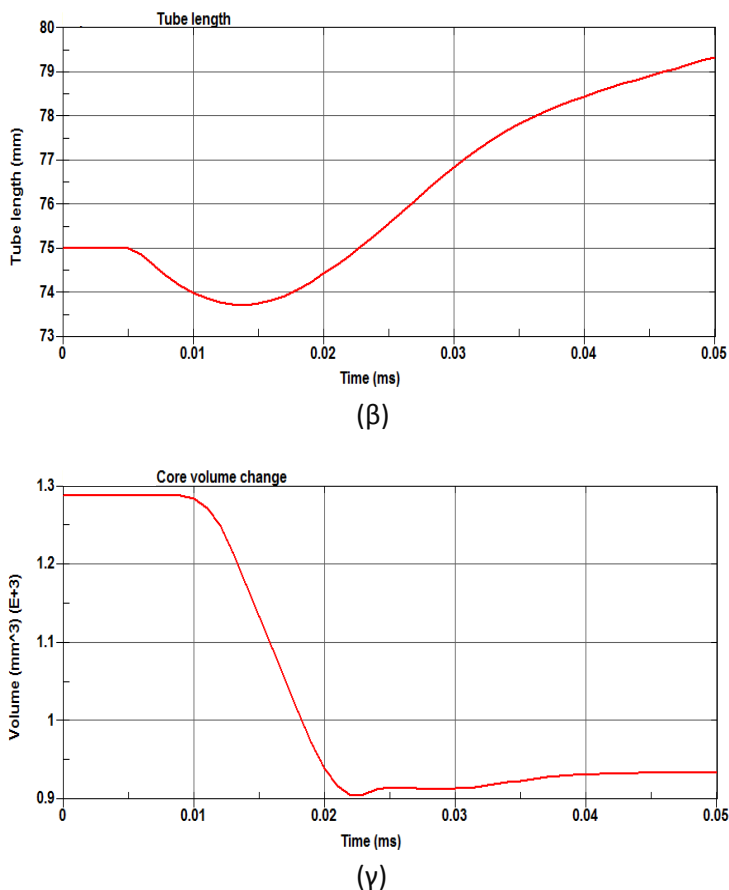 Tube length
80
79
78
77
76
75
74
73
Tube length (mm)
0 0.01 0.02 0.03 0.04 0.05
Time (ms)
(β)
Core volume change
1.3
1.2
1.1
1
0.9
Volume (mm^3) (E+3)
0 0.01 0.02 0.03 0.04 0.05
Time (ms)
(γ)